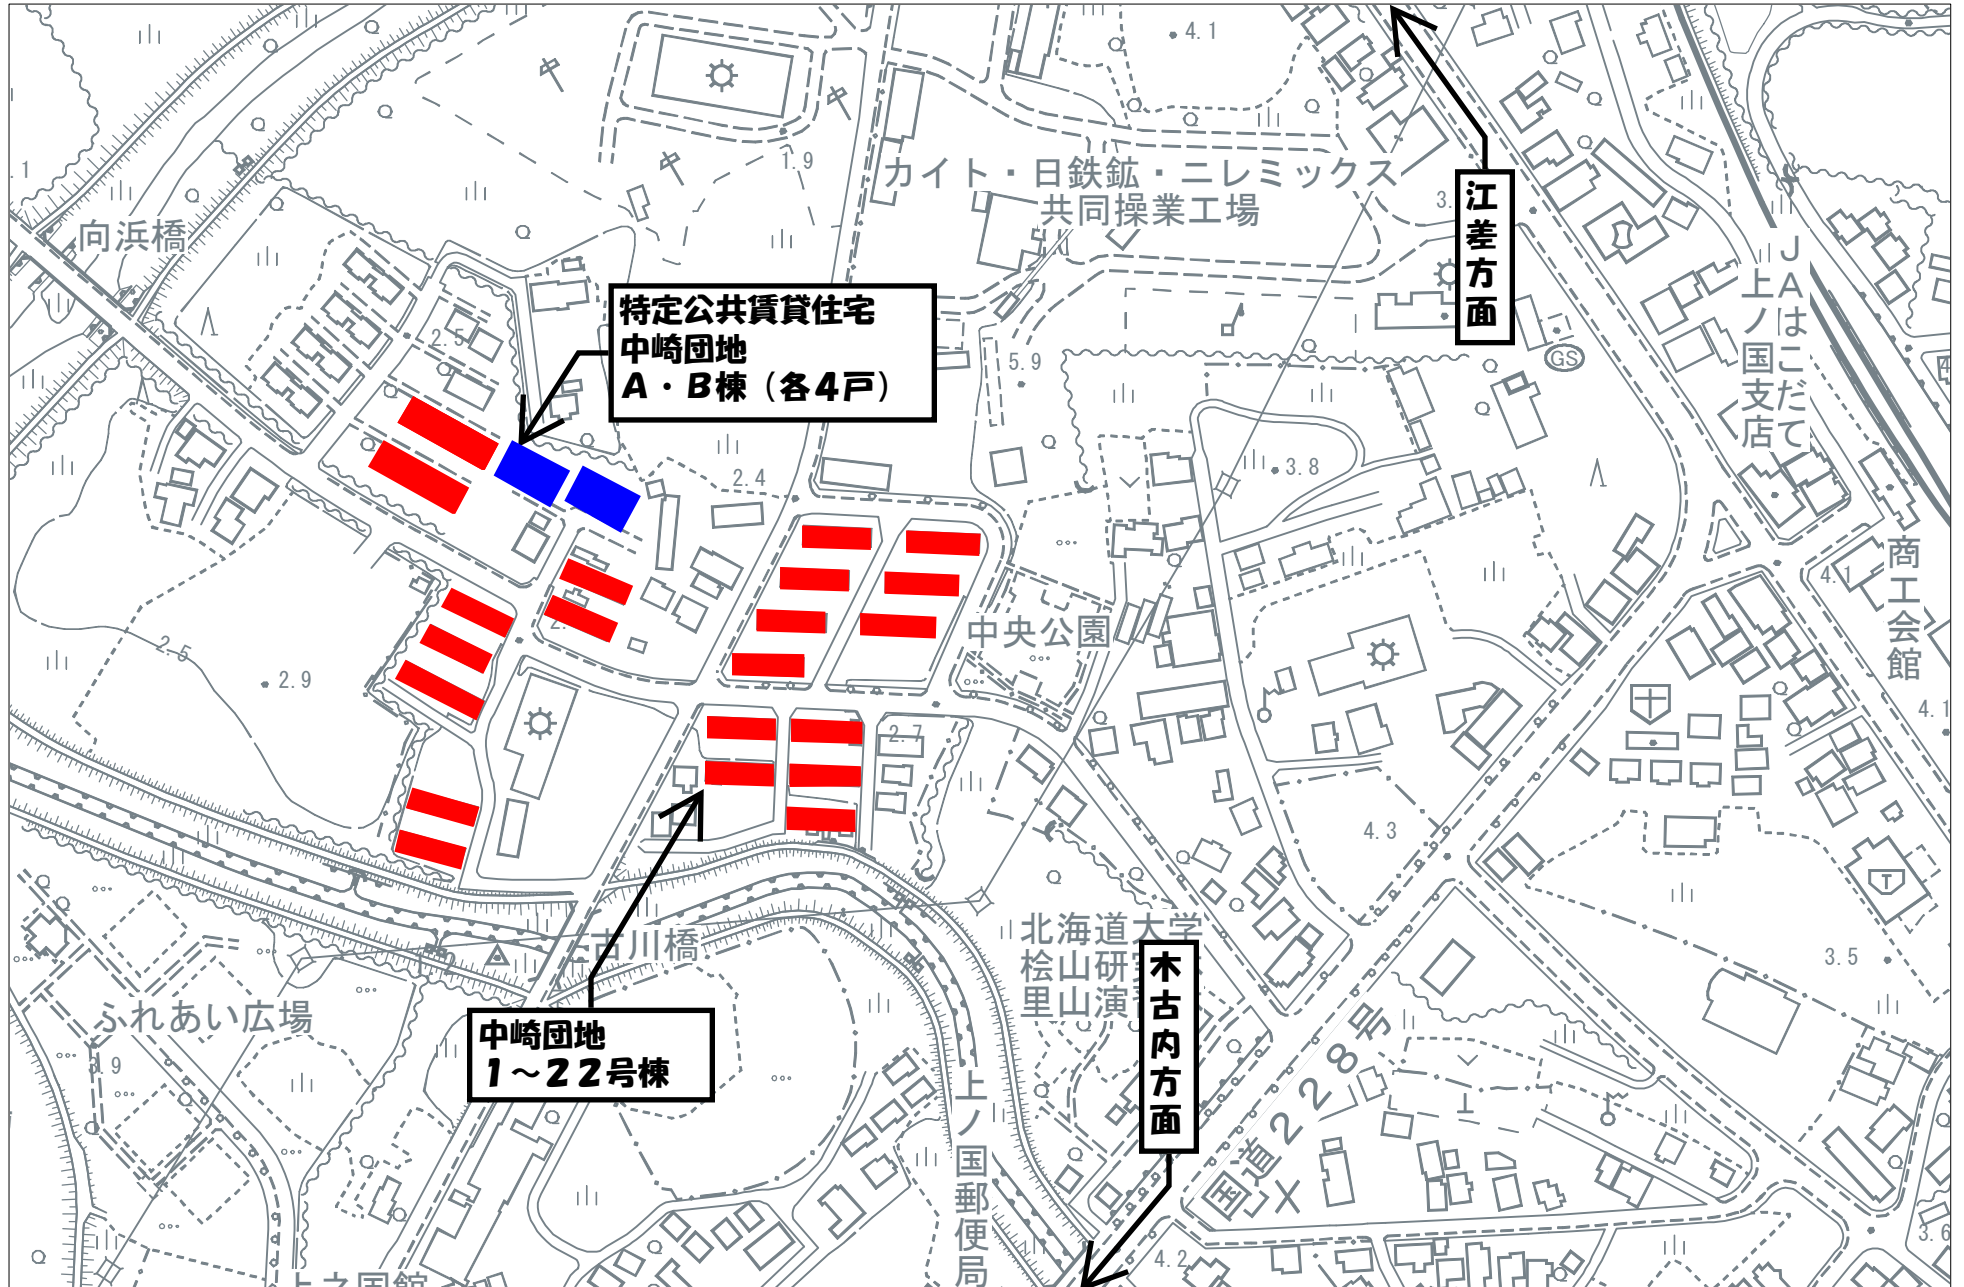 4.1
カイト・日鉄鉱・ニレミックス
共同操業工場
1.9
江差方面
向浜橋
JAはこだて
上ノ国支店
特定公共賃貸住宅
中崎団地
A・B棟（各4戸）
2.5
5.9
GS
2.4
3.8
商工会館
4.1
中央公園
2.5
2.9
2.7
4.1
4.3
古川橋
北海道大学
桧山研
里山演
木古内方面
3.5
ふれあい広場
中崎団地
1～22号棟
3.9
国道228号
上ノ国郵便局
4.2
3.6